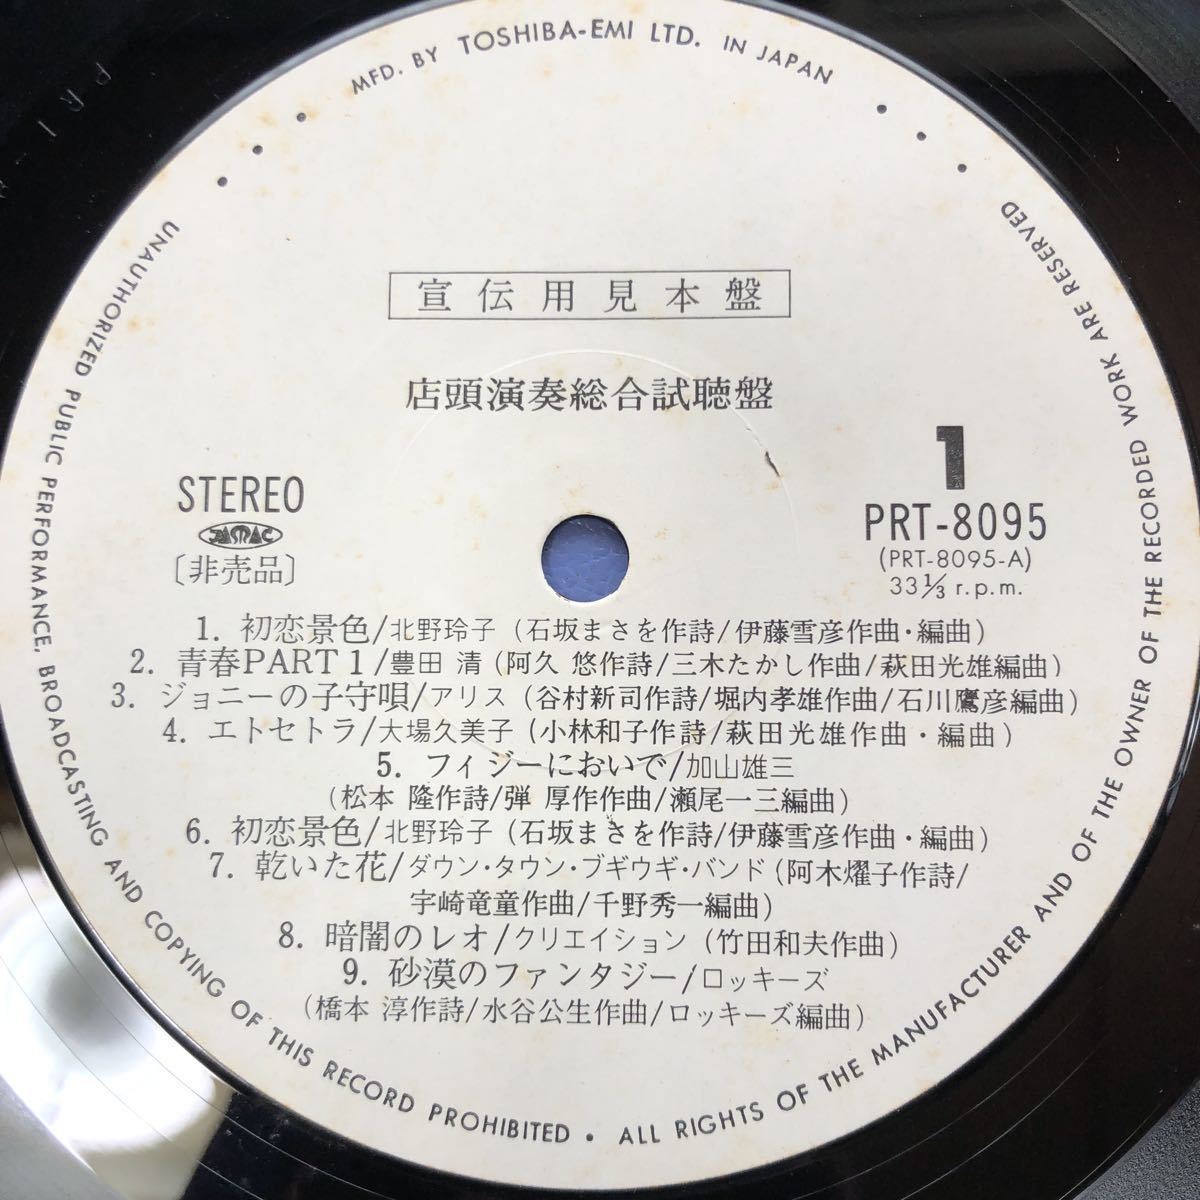 MFD. BY TOSHIBA-EMI LTD. IN JAPAN
宣伝用見本盤
店頭演奏総合試聴盤
STEREO
JASRAC
〔非売品〕
1
PRT-8095
(PRT-8095-A)
33⅓ r.p.m.
1. 初恋景色/北野玲子 (石坂まさを作詩/伊藤雪彦作曲・編曲)
2. 青春PART1/豊田 清 (阿久 悠作詩/三木たかし作曲/萩田光雄編曲)
3. ジョニーの子守唄/アリス (谷村新司作詩/堀内孝雄作曲/石川鷹彦編曲)
4. エトセトラ/大場久美子 (小林和子作詩/萩田光雄作曲・編曲)
5. フィジーにおいで/加山雄三
(松本 隆作詩/弾 厚作作曲/瀬尾一三編曲)
6. 初恋景色/北野玲子 (石坂まさを作詩/伊藤雪彦作曲・編曲)
7. 乾いた花/ダウン・タウン・ブギウギ・バンド (阿木燿子作詩/
宇崎竜童作曲/千野秀一編曲)
8. 暗闇のレオ/クリエイション (竹田和夫作曲)
9. 砂漠のファンタジー/ロッキーズ
(橋本 淳作詩/水谷公生作曲/ロッキーズ編曲)
UNAUTHORIZED PUBLIC PERFORMANCE, BROADCASTING AND COPYING OF THIS RECORD PROHIBITED • ALL RIGHTS OF THE MANUFACTURER AND OF THE OWNER OF THE RECORDED WORK ARE RESERVED